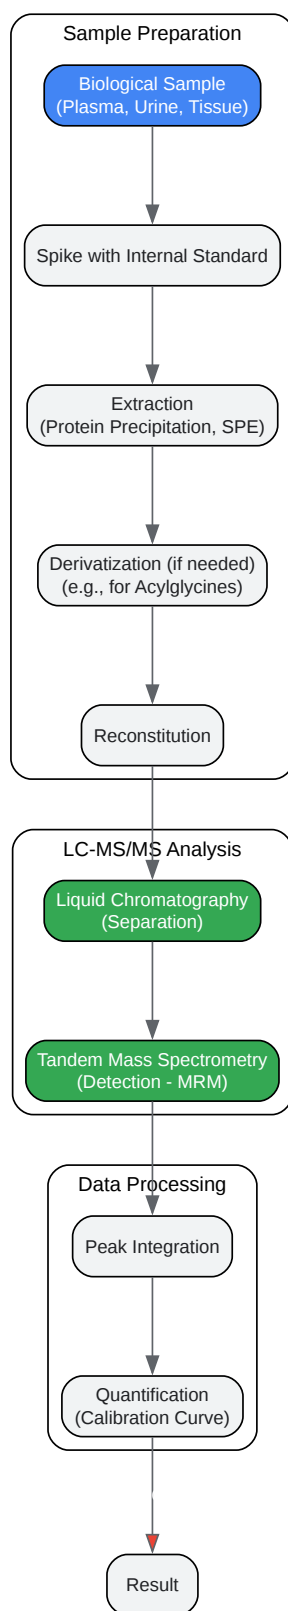 Sample Preparation
Biological Sample
(Plasma, Urine, Tissue)
Spike with Internal Standard
Extraction
(Protein Precipitation, SPE)
Derivatization (if needed)
(e.g., for Acylglycines)
Reconstitution
LC-MS/MS Analysis
Liquid Chromatography
(Separation)
Tandem Mass Spectrometry
(Detection - MRM)
Data Processing
Peak Integration
Quantification
(Calibration Curve)
Result